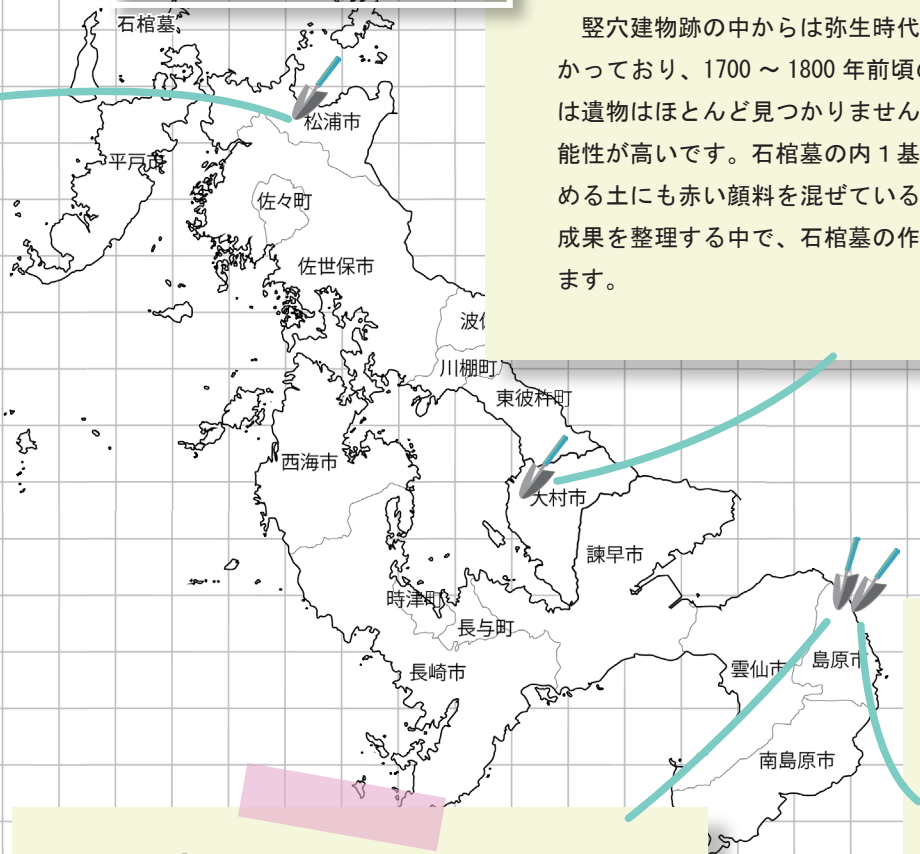 石棺墓、
竪穴建物跡の中からは弥生時代
かっており、1700 ～ 1800 年前頃の
は遺物はほとんど見つかりません
能性が高いです。石棺墓の内 1 基
める土にも赤い顔料を混ぜている
成果を整理する中で、石棺墓の作
ます。
松浦市
平戸市
佐々町
佐世保市
波
川棚町
東彼杵町
西海市
大村市
諫早市
時津町
長与町
長崎市
雲仙市
島原市
南島原市